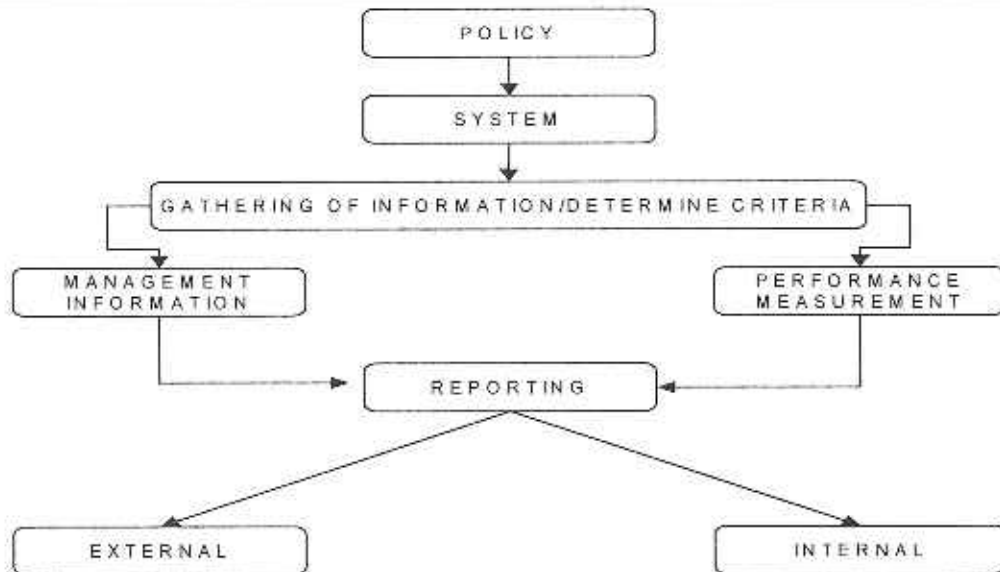 POLICY
SYSTEM
GATHERING OF INFORMATION/DETERMINE CRITERIA
MANAGEMENT
INFORMATION
PERFORMANCE
MEASUREMENT
REPORTING
EXTERNAL
INTERNAL